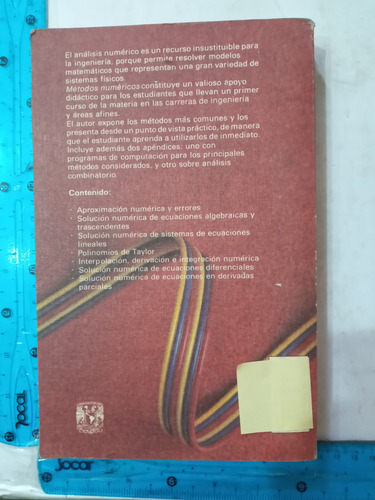 El análisis numérico es un recurso insustituible para
la ingeniería, porque permite resolver modelos
matemáticos que representan una gran variedad de
sistemas físicos.
Métodos numéricos constituye un valioso apoyo
didáctico para los estudiantes que llevan un primer
curso de la materia en las carreras de ingeniería
y áreas afines.
El autor expone los métodos más comunes y los
presenta desde un punto de vista práctico, de manera
que el estudiante aprenda a utilizarlos de inmediato.
Incluye además dos apéndices: uno con
programas de computación para los principales
métodos considerados, y otro sobre análisis
combinatorio.
Contenido:
· Aproximación numérica y errores
· Solución numérica de ecuaciones algebraicas y
trascendentes
· Solución numérica de sistemas de ecuaciones
lineales
· Polinomios de Taylor
· Interpolación, derivación e integración numérica
· Solución numérica de ecuaciones diferenciales
· Solución numérica de ecuaciones en derivadas
parciales
Jocar
Jocar